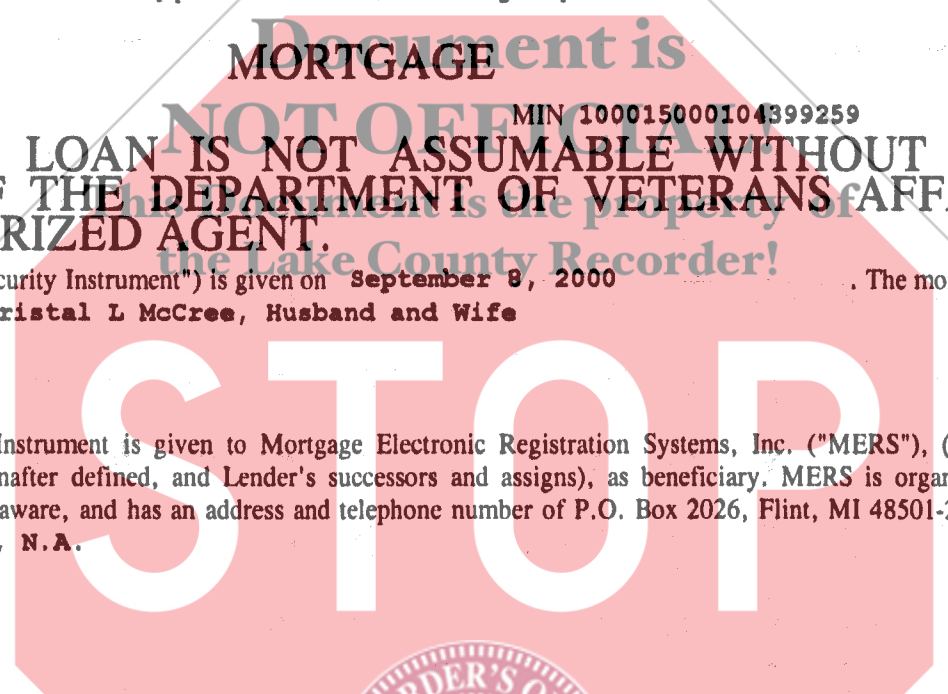 Document is
MORTGAGE
MIN 100015000104399259
NOT OFFICIAL!
LOAN IS NOT ASSUMABLE WITHOUT
F THE DEPARTMENT OF VETERANS AFF
This Document is the property of
RIZED AGENT.
the Lake County Recorder!
curity Instrument") is given on September 8, 2000 . The mo
ristal L McCree, Husband and Wife
STOP
Instrument is given to Mortgage Electronic Registration Systems, Inc. ("MERS"), (
nafter defined, and Lender's successors and assigns), as beneficiary. MERS is organ
aware, and has an address and telephone number of P.O. Box 2026, Flint, MI 48501-2
, N.A.
RDER'S O